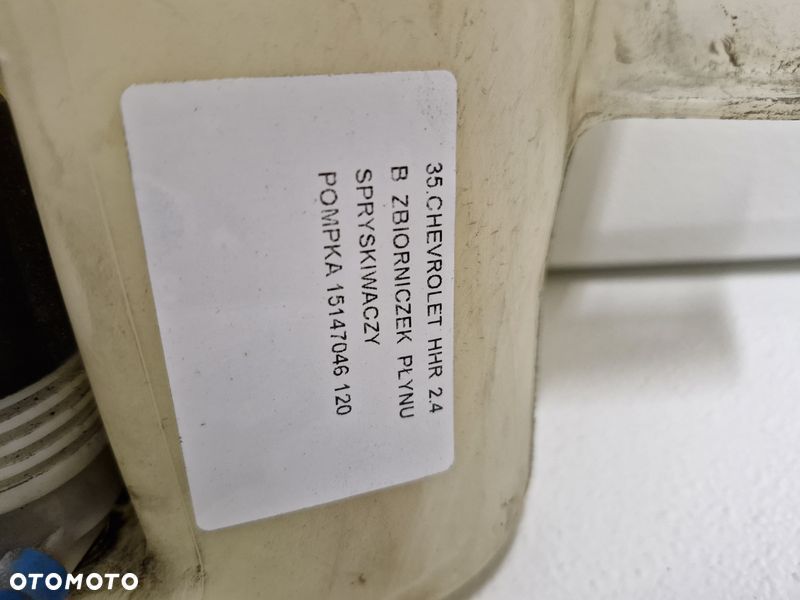 35.CHEVROLET HHR 2.4
B ZBIORNICZEK PŁYNU
SPRYSKIWACZY
POMPKA 15147046 120
OTOMOTO